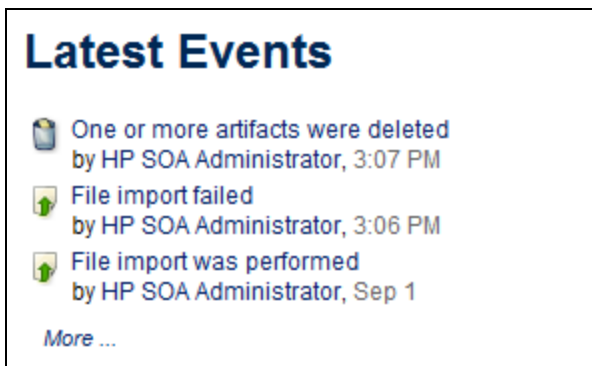 Latest Events
One or more artifacts were deleted
by HP SOA Administrator, 3:07 PM
File import failed
by HP SOA Administrator, 3:06 PM
File import was performed
by HP SOA Administrator, Sep 1
More ...